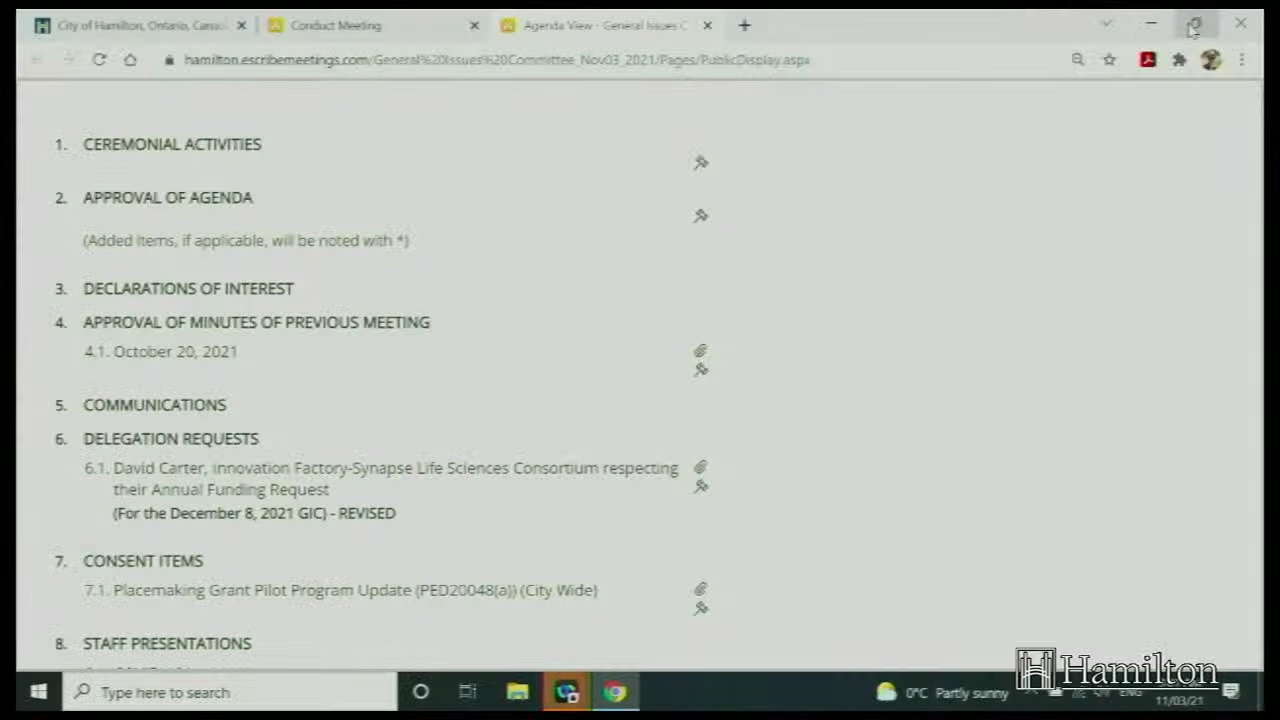 City of Hamilton, Ontario, Cana
Conduct Meeting
Agenda View - General Issues C
hamilton.escribemeetings.com/General%20Issues%20Committee_Nov03_2021/Pages/PublicDisplay.aspx
1. CEREMONIAL ACTIVITIES
2. APPROVAL OF AGENDA
(Added Items, if applicable, will be noted with *)
3. DECLARATIONS OF INTEREST
4. APPROVAL OF MINUTES OF PREVIOUS MEETING
4.1. October 20, 2021
5. COMMUNICATIONS
6. DELEGATION REQUESTS
6.1. David Carter, innovation Factory-Synapse Life Sciences Consortium respecting
their Annual Funding Request
(For the December 8, 2021 GIC) - REVISED
7. CONSENT ITEMS
7.1. Placemaking Grant Pilot Program Update (PED20048(a)) (City Wide)
8. STAFF PRESENTATIONS
Hamilton
Type here to search
0°C Partly sunny
ENG
11/03/21